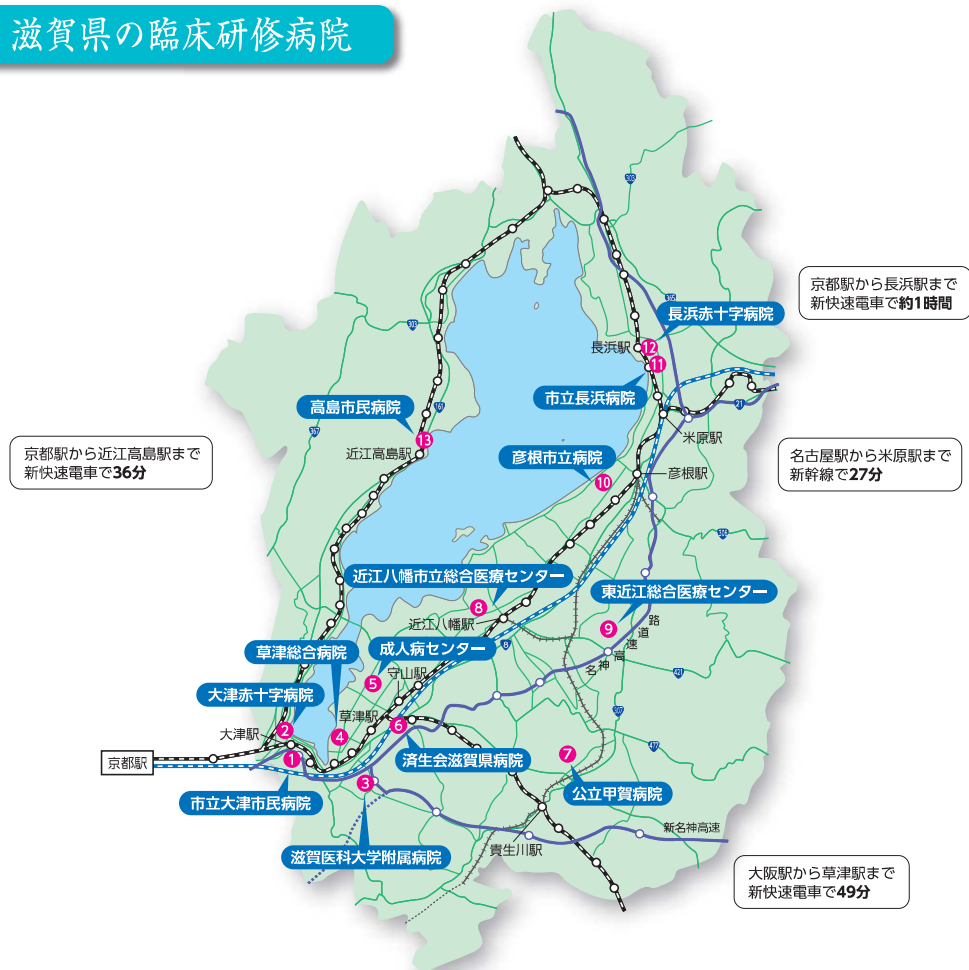 滋賀県の臨床研修病院
303
京都駅から長浜駅まで
新快速電車で約1時間
365
長浜赤十字病院
303
長浜駅
12
11
市立長浜病院
高島市民病院
161
21
367
13
米原駅
近江高島駅
京都駅から近江高島駅まで
新快速電車で36分
彦根市立病院
名古屋駅から米原駅まで
新幹線で27分
彦根駅
10
近江八幡市立総合医療センター
東近江総合医療センター
8
近江八幡駅
9
名神高速道路
8
草津総合病院
成人病センター
守山駅
421
5
大津赤十字病院
草津駅
307
大津駅
2
4
6
477
京都駅
1
済生会滋賀県病院
7
3
市立大津市民病院
公立甲賀病院
新名神高速
滋賀医科大学附属病院
貴生川駅
大阪駅から草津駅まで
新快速電車で49分